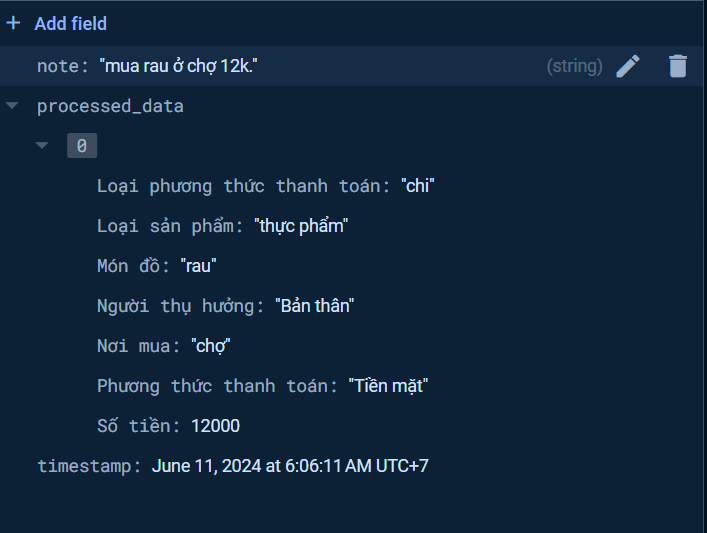 + Add field
note: "mua rau ở chợ 12k." (string)
processed_data
0
Loại phương thức thanh toán: "chi"
Loại sản phẩm: "thực phẩm"
Món đồ: "rau"
Người thụ hưởng: "Bản thân"
Nơi mua: "chợ"
Phương thức thanh toán: "Tiền mặt"
Số tiền: 12000
timestamp: June 11, 2024 at 6:06:11 AM UTC+7